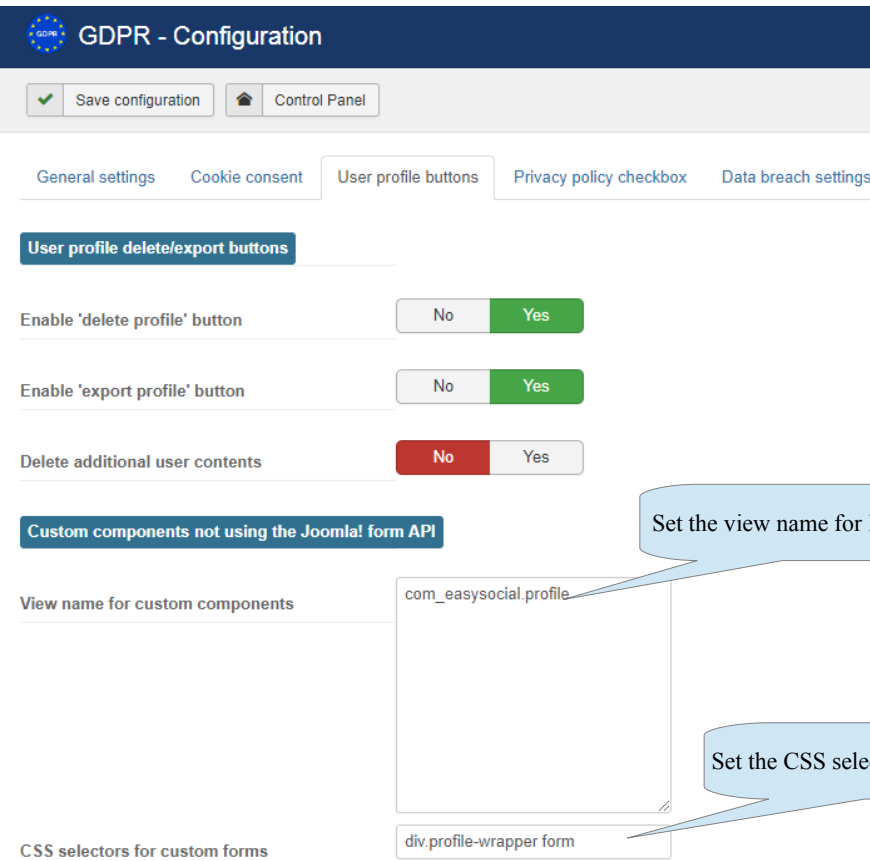 GDPR GDPR - Configuration
Save configuration Control Panel
General settings Cookie consent User profile buttons Privacy policy checkbox Data breach settings
User profile delete/export buttons
Enable 'delete profile' button No Yes
Enable 'export profile' button No Yes
Delete additional user contents No Yes
Set the view name for
Custom components not using the Joomla! form API
View name for custom components com_easysocial.profile
Set the CSS
CSS selectors for custom forms div.profile-wrapper form